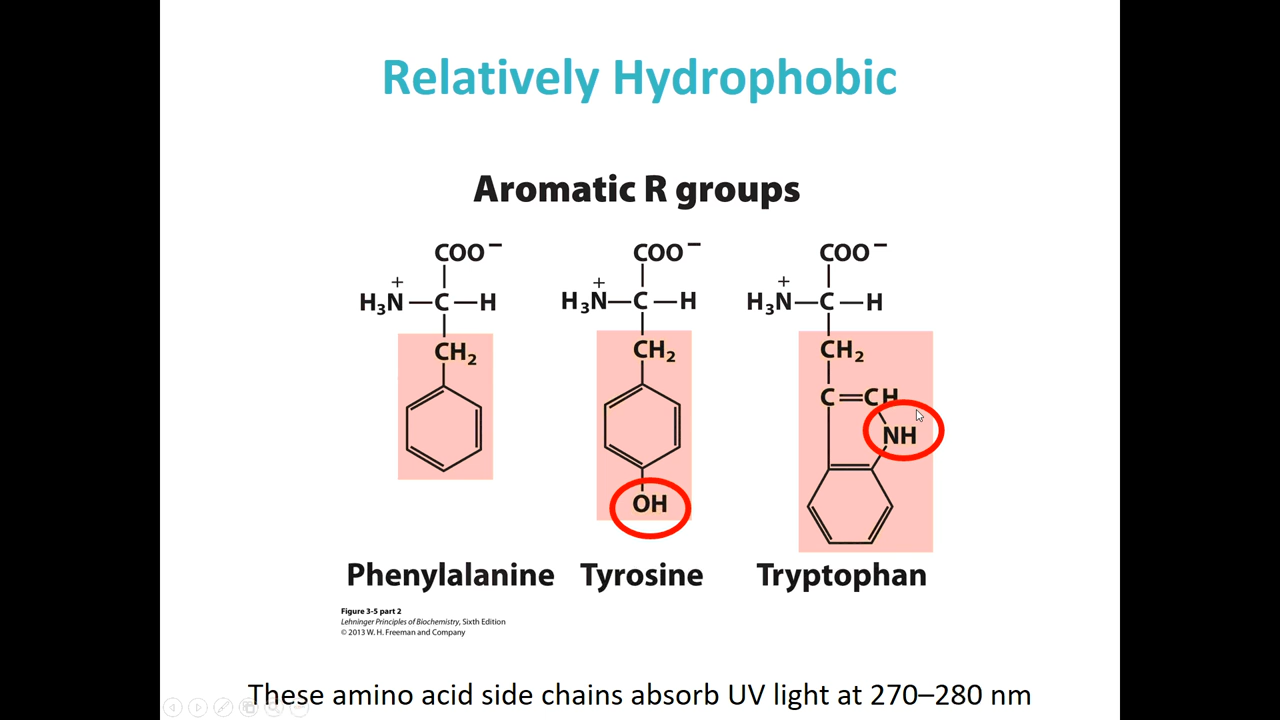 Relatively Hydrophobic
Aromatic R groups
COO⁻ COO⁻ COO⁻
+ + +
H₃N—C—H H₃N—C—H H₃N—C—H
CH₂ CH₂ CH₂
C=CH
NH
OH
Phenylalanine Tyrosine Tryptophan
Figure 3-5 part 2
Lehninger Principles of Biochemistry, Sixth Edition
© 2013 W. H. Freeman and Company
These amino acid side chains absorb UV light at 270–280 nm